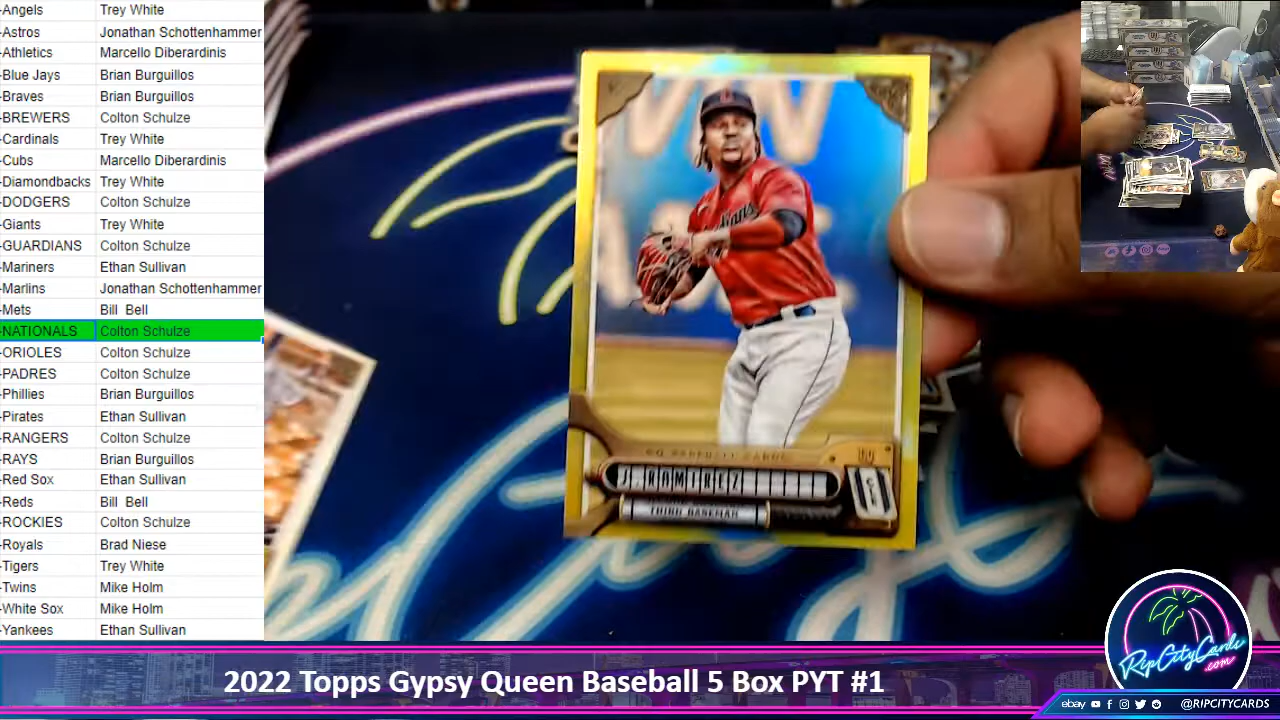 -Angels Trey White
-Astros Jonathan Schottenhammer
-Athletics Marcello Diberardinis
-Blue Jays Brian Burguillos
-Braves Brian Burguillos
-BREWERS Colton Schulze
-Cardinals Trey White
-Cubs Marcello Diberardinis
-Diamondbacks Trey White
-DODGERS Colton Schulze
-Giants Trey White
-GUARDIANS Colton Schulze
-Mariners Ethan Sullivan
-Marlins Jonathan Schottenhammer
-Mets Bill Bell
-NATIONALS Colton Schulze
-ORIOLES Colton Schulze
-PADRES Colton Schulze
-Phillies Brian Burguillos
-Pirates Ethan Sullivan
-RANGERS Colton Schulze
-RAYS Brian Burguillos
-Red Sox Ethan Sullivan
-Reds Bill Bell
-ROCKIES Colton Schulze
-Royals Brad Niese
-Tigers Trey White
-Twins Mike Holm
-White Sox Mike Holm
-Yankees Ethan Sullivan
GQ BASEBALL CARDS
J. RAMIREZ
THIRD BASEMAN
CLE
RipCityCards
.com
2022 Topps Gypsy Queen Baseball 5 Box PYT #1
ebay @RIPCITYCARDS